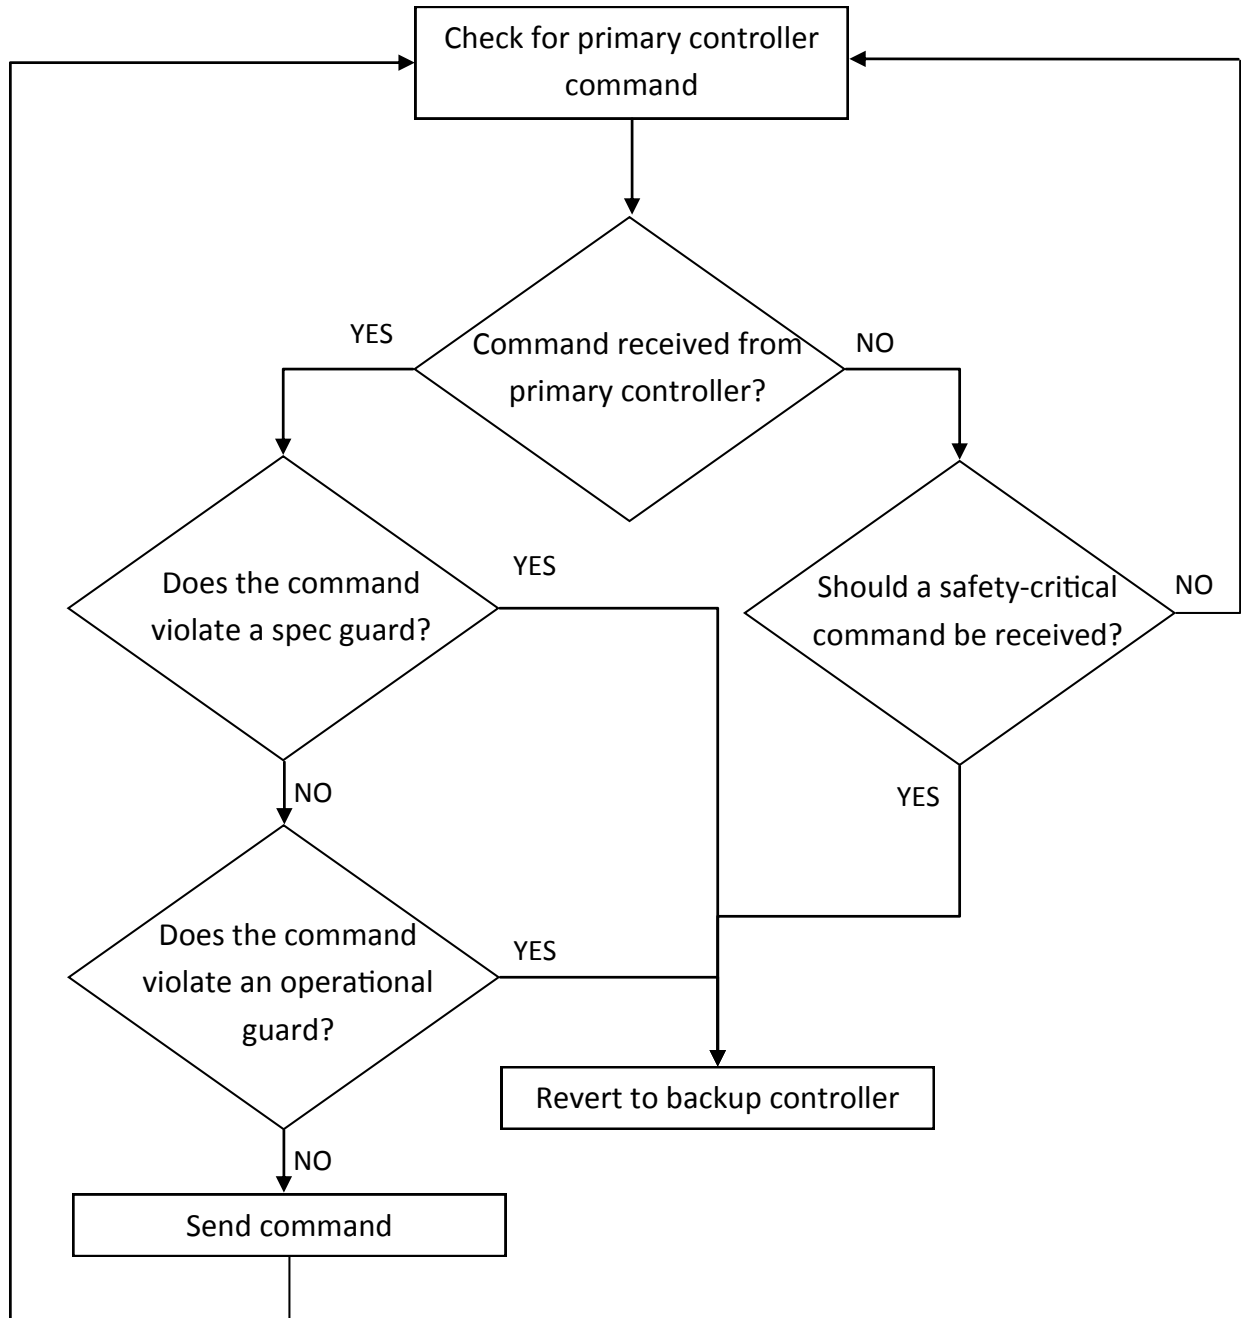 Check for primary controller
command
YES
Command received from
primary controller?
NO
Does the command
violate a spec guard?
YES
Should a safety-critical
command be received?
NO
NO
YES
Does the command
violate an operational
guard?
YES
Revert to backup controller
NO
Send command